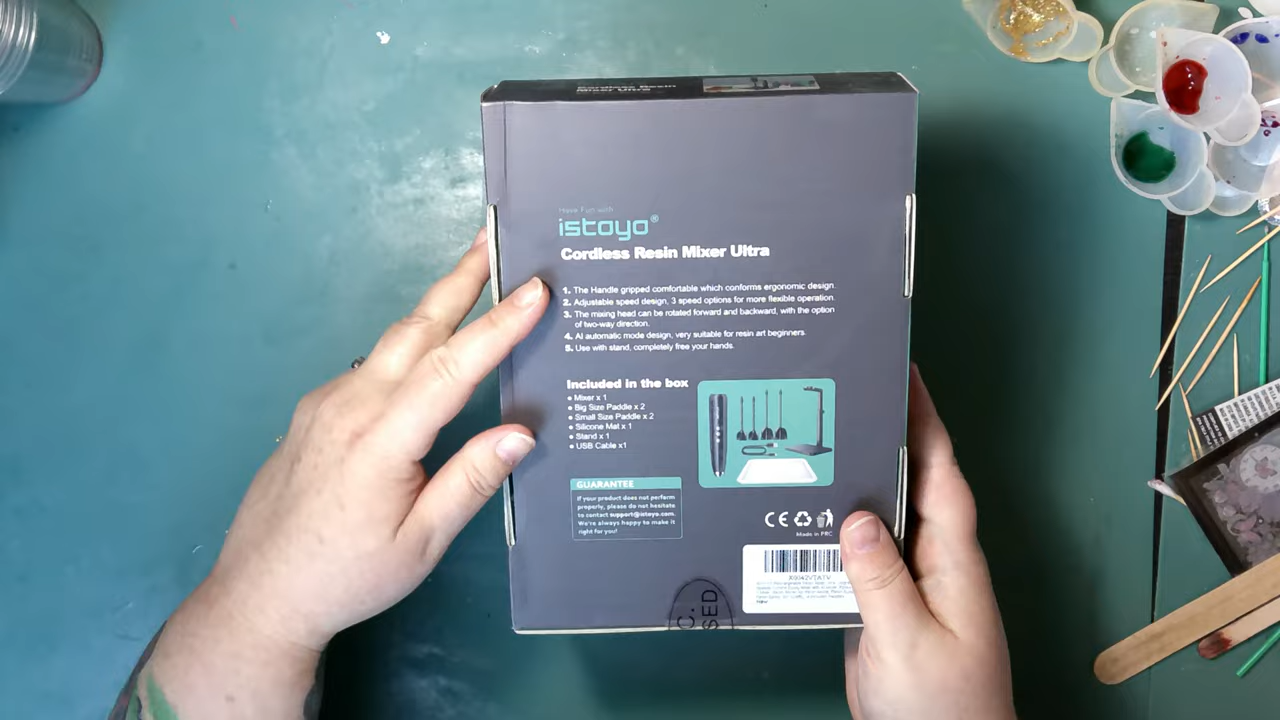 Cordless Resin
Mixer Ultra
Have Fun with
istoyo®
Cordless Resin Mixer Ultra
1. The Handle gripped comfortable which conforms ergonomic design.
2. Adjustable speed design, 3 speed options for more flexible operation.
3. The mixing head can be rotated forward and backward, with the option
of two-way direction.
4. AI automatic mode design, very suitable for resin art beginners.
5. Use with stand, completely free your hands.
Included in the box
• Mixer x 1
• Big Size Paddle x 2
• Small Size Paddle x 2
• Silicone Mat x 1
• Stand x 1
• USB Cable x1
GUARANTEE
If your product does not perform
properly, please do not hesitate
to contact support@istoyo.com.
We're always happy to make it
right for you!
CE
Made in PRC
X0042VTATV
C.
SED